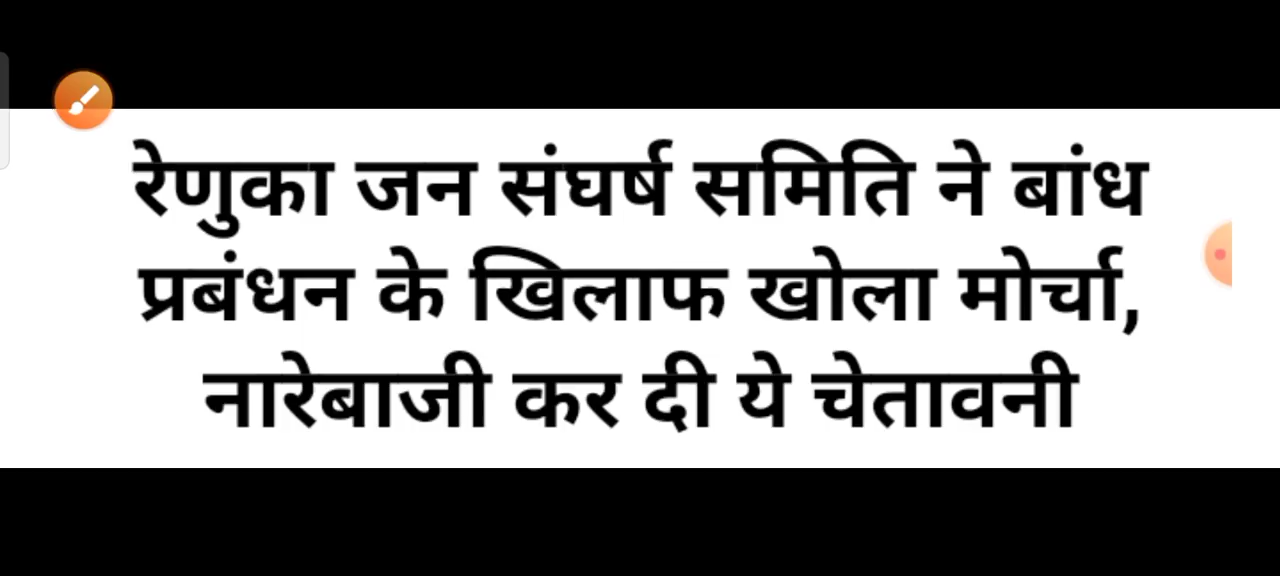 रेणुका जन संघर्ष समिति ने बांध
प्रबंधन के खिलाफ खोला मोर्चा,
नारेबाजी कर दी ये चेतावनी